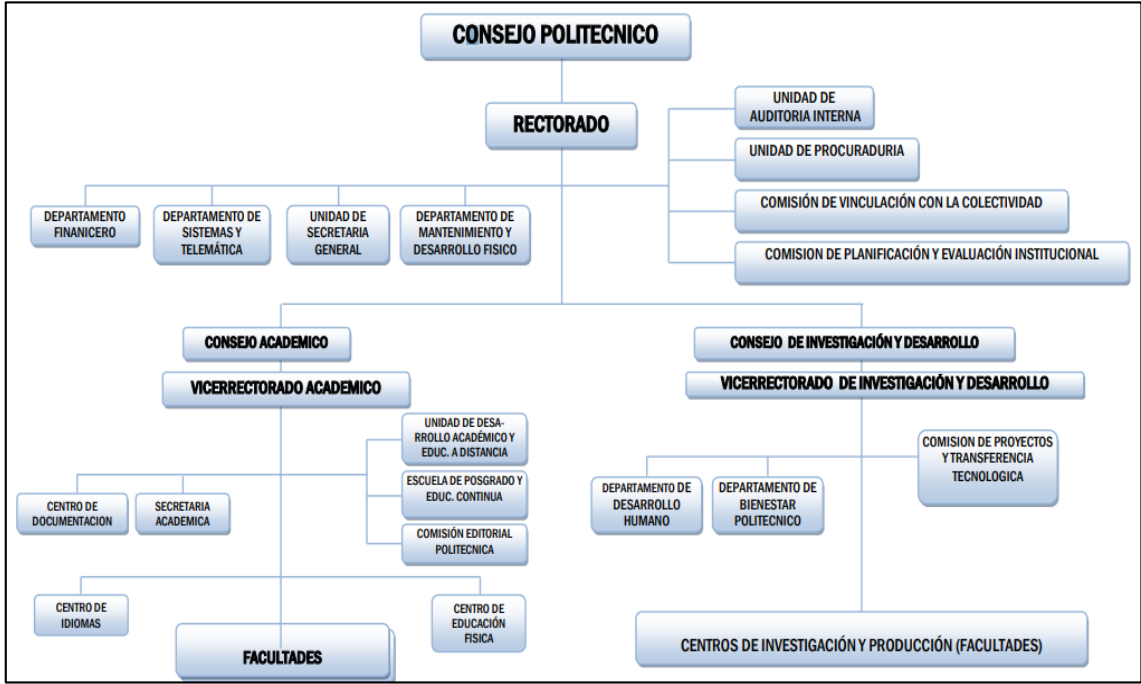 CONSEJO POLITECNICO
RECTORADO
UNIDAD DE
AUDITORIA INTERNA
UNIDAD DE PROCURADURIA
COMISIÓN DE VINCULACIÓN CON LA COLECTIVIDAD
COMISION DE PLANIFICACIÓN Y EVALUACIÓN INSTITUCIONAL
DEPARTAMENTO
FINANICERO
DEPARTAMENTO DE
SISTEMAS Y
TELEMÁTICA
UNIDAD DE
SECRETARIA
GENERAL
DEPARTAMENTO DE
MANTENIMIENTO Y
DESARROLLO FISICO
CONSEJO ACADEMICO
VICERRECTORADO ACADEMICO
UNIDAD DE DESA-
RROLLO ACADÉMICO Y
EDUC. A DISTANCIA
ESCUELA DE POSGRADO Y
EDUC. CONTINUA
COMISIÓN EDITORIAL
POLITECNICA
CENTRO DE
DOCUMENTACION
SECRETARIA
ACADEMICA
CENTRO DE
IDIOMAS
CENTRO DE
EDUCACIÓN
FISICA
FACULTADES
CONSEJO DE INVESTIGACIÓN Y DESARROLLO
VICERRECTORADO DE INVESTIGACIÓN Y DESARROLLO
COMISION DE PROYECTOS
Y TRANSFERENCIA
TECNOLOGICA
DEPARTAMENTO DE
DESARROLLO
HUMANO
DEPARTAMENTO DE
BIENESTAR
POLITECNICO
CENTROS DE INVESTIGACIÓN Y PRODUCCIÓN (FACULTADES)